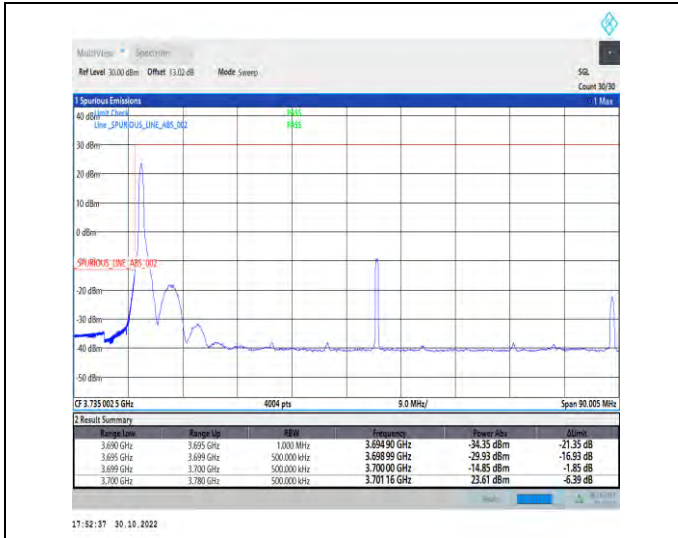 MultiView Spectrum
Ref Level 30.00 dBm Offset 13.02 dB Mode Sweep SGL
Count 30/30
1 Spurious Emissions 1 Max
40 dBm Limit Check PASS
Line _SPURIOUS_LINE_ABS_002 PASS
30 dBm
20 dBm
10 dBm
0 dBm
_SPURIOUS_LINE_ABS_002
-20 dBm
-30 dBm
-40 dBm
-50 dBm
CF 3.735 002 5 GHz 4004 pts 9.0 MHz/ Span 90.005 MHz
2 Result Summary
Range Low Range Up RBW Frequency Power Abs ΔLimit
3.690 GHz 3.695 GHz 1.000 MHz 3.694 90 GHz -34.35 dBm -21.35 dB
3.695 GHz 3.699 GHz 500.000 kHz 3.698 99 GHz -29.93 dBm -16.93 dB
3.699 GHz 3.700 GHz 500.000 kHz 3.700 00 GHz -14.85 dBm -1.85 dB
3.700 GHz 3.780 GHz 500.000 kHz 3.701 16 GHz 23.61 dBm -6.39 dB
17:52:37 30.10.2022